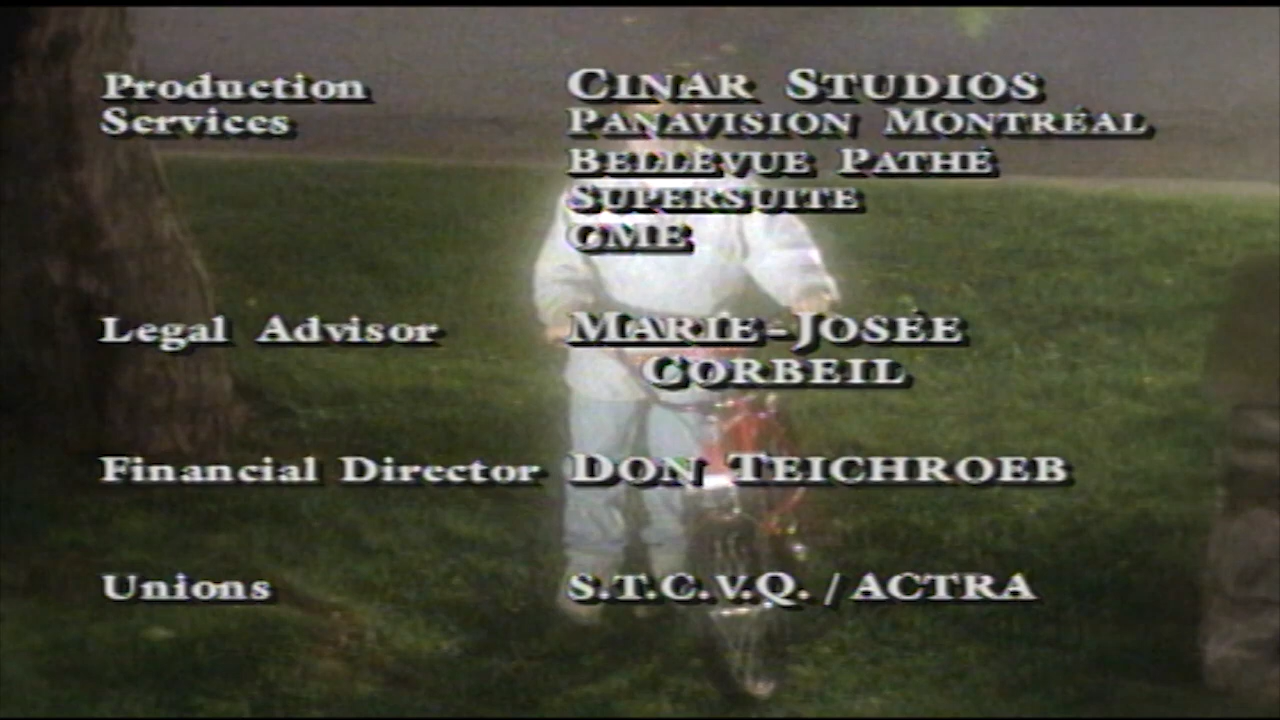 Production CINAR STUDIOS
Services PANAVISION MONTRÉAL
BELLEVUE PATHÉ
SUPERSUITE
CME
Legal Advisor MARIE-JOSÉE
CORBEIL
Financial Director DON TEICHROEB
Unions S.T.C.V.Q. / ACTRA